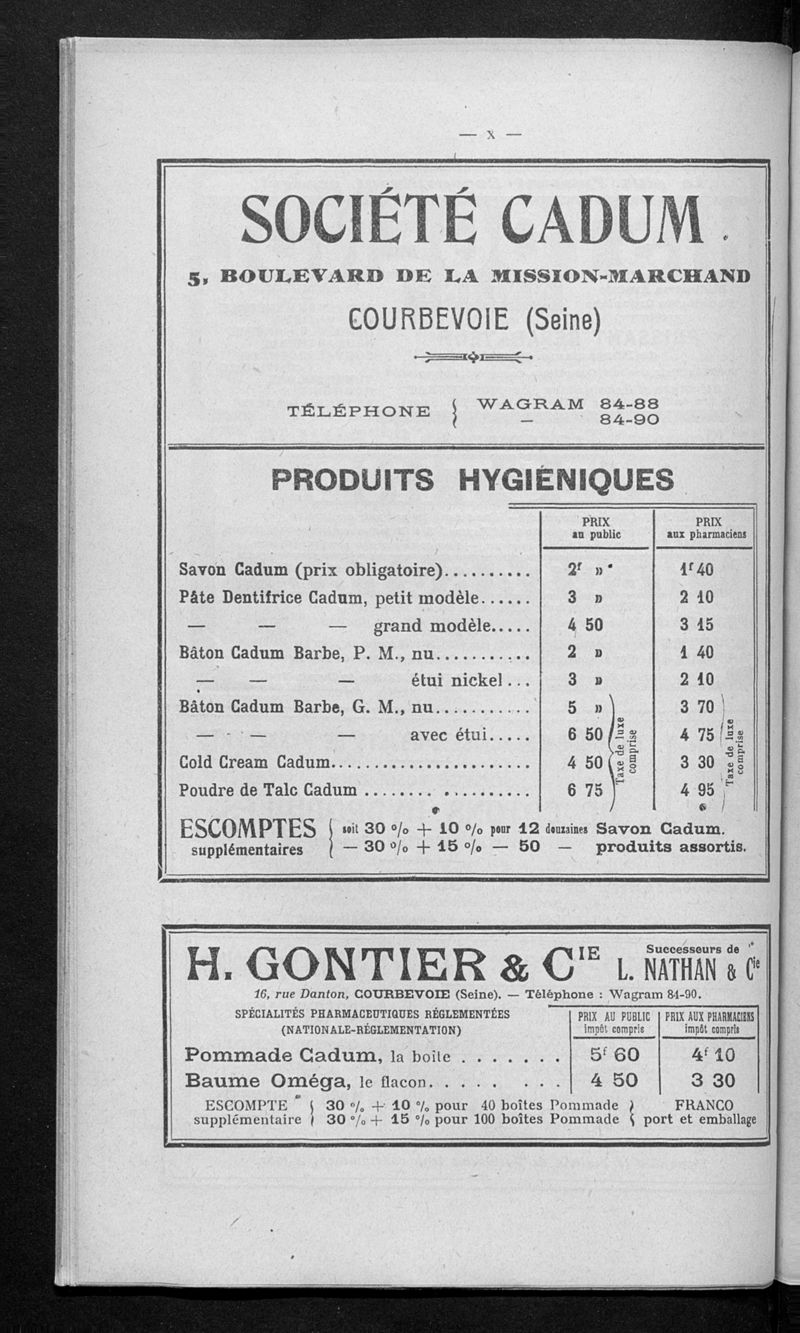 — X —
SOCIÉTÉ CADUM
5, BOULEVARD DE LA MISSION-MARCHAND
COURBEVOIE (Seine)
TÉLÉPHONE { WAGRAM 84-88
— 84-90
PRODUITS HYGIÉNIQUES
PRIX au public
PRIX aux pharmaciens
Savon Cadum (prix obligatoire).......... 2f » 1f 40
Pâte Dentifrice Cadum, petit modèle...... 3 » 2 10
— — — grand modèle..... 4 50 3 15
Bâton Cadum Barbe, P. M., nu........... 2 » 1 40
— — — étui nickel... 3 » 2 10
Bâton Cadum Barbe, G. M., nu........... 5 » 3 70
— — — avec étui..... 6 50 4 75
Cold Cream Cadum....................... 4 50 3 30
Poudre de Talc Cadum .................. 6 75 4 95
Taxe de luxe comprise
Taxe de luxe comprise
ESCOMPTES { soit 30 o/o + 10 o/o pour 12 douzaines Savon Cadum.
supplémentaires { — 30 o/o + 15 o/o — 50 — produits assortis.
H. GONTIER & CIE Successeurs de L. NATHAN & Cie
16, rue Danton, COURBEVOIE (Seine). — Téléphone : Wagram 84-90.
SPÉCIALITÉS PHARMACEUTIQUES RÉGLEMENTÉES
(NATIONALE-RÉGLEMENTATION)
PRIX AU PUBLIC impôt compris
PRIX AUX PHARMACIENS impôt compris
Pommade Cadum, la boîte . . . . . . . 5f 60 4f 10
Baume Oméga, le flacon. . . . . . . . 4 50 3 30
ESCOMPTE { 30 o/o + 10 o/o pour 40 boîtes Pommade } FRANCO
supplémentaire { 30 o/o + 15 o/o pour 100 boîtes Pommade { port et emballage